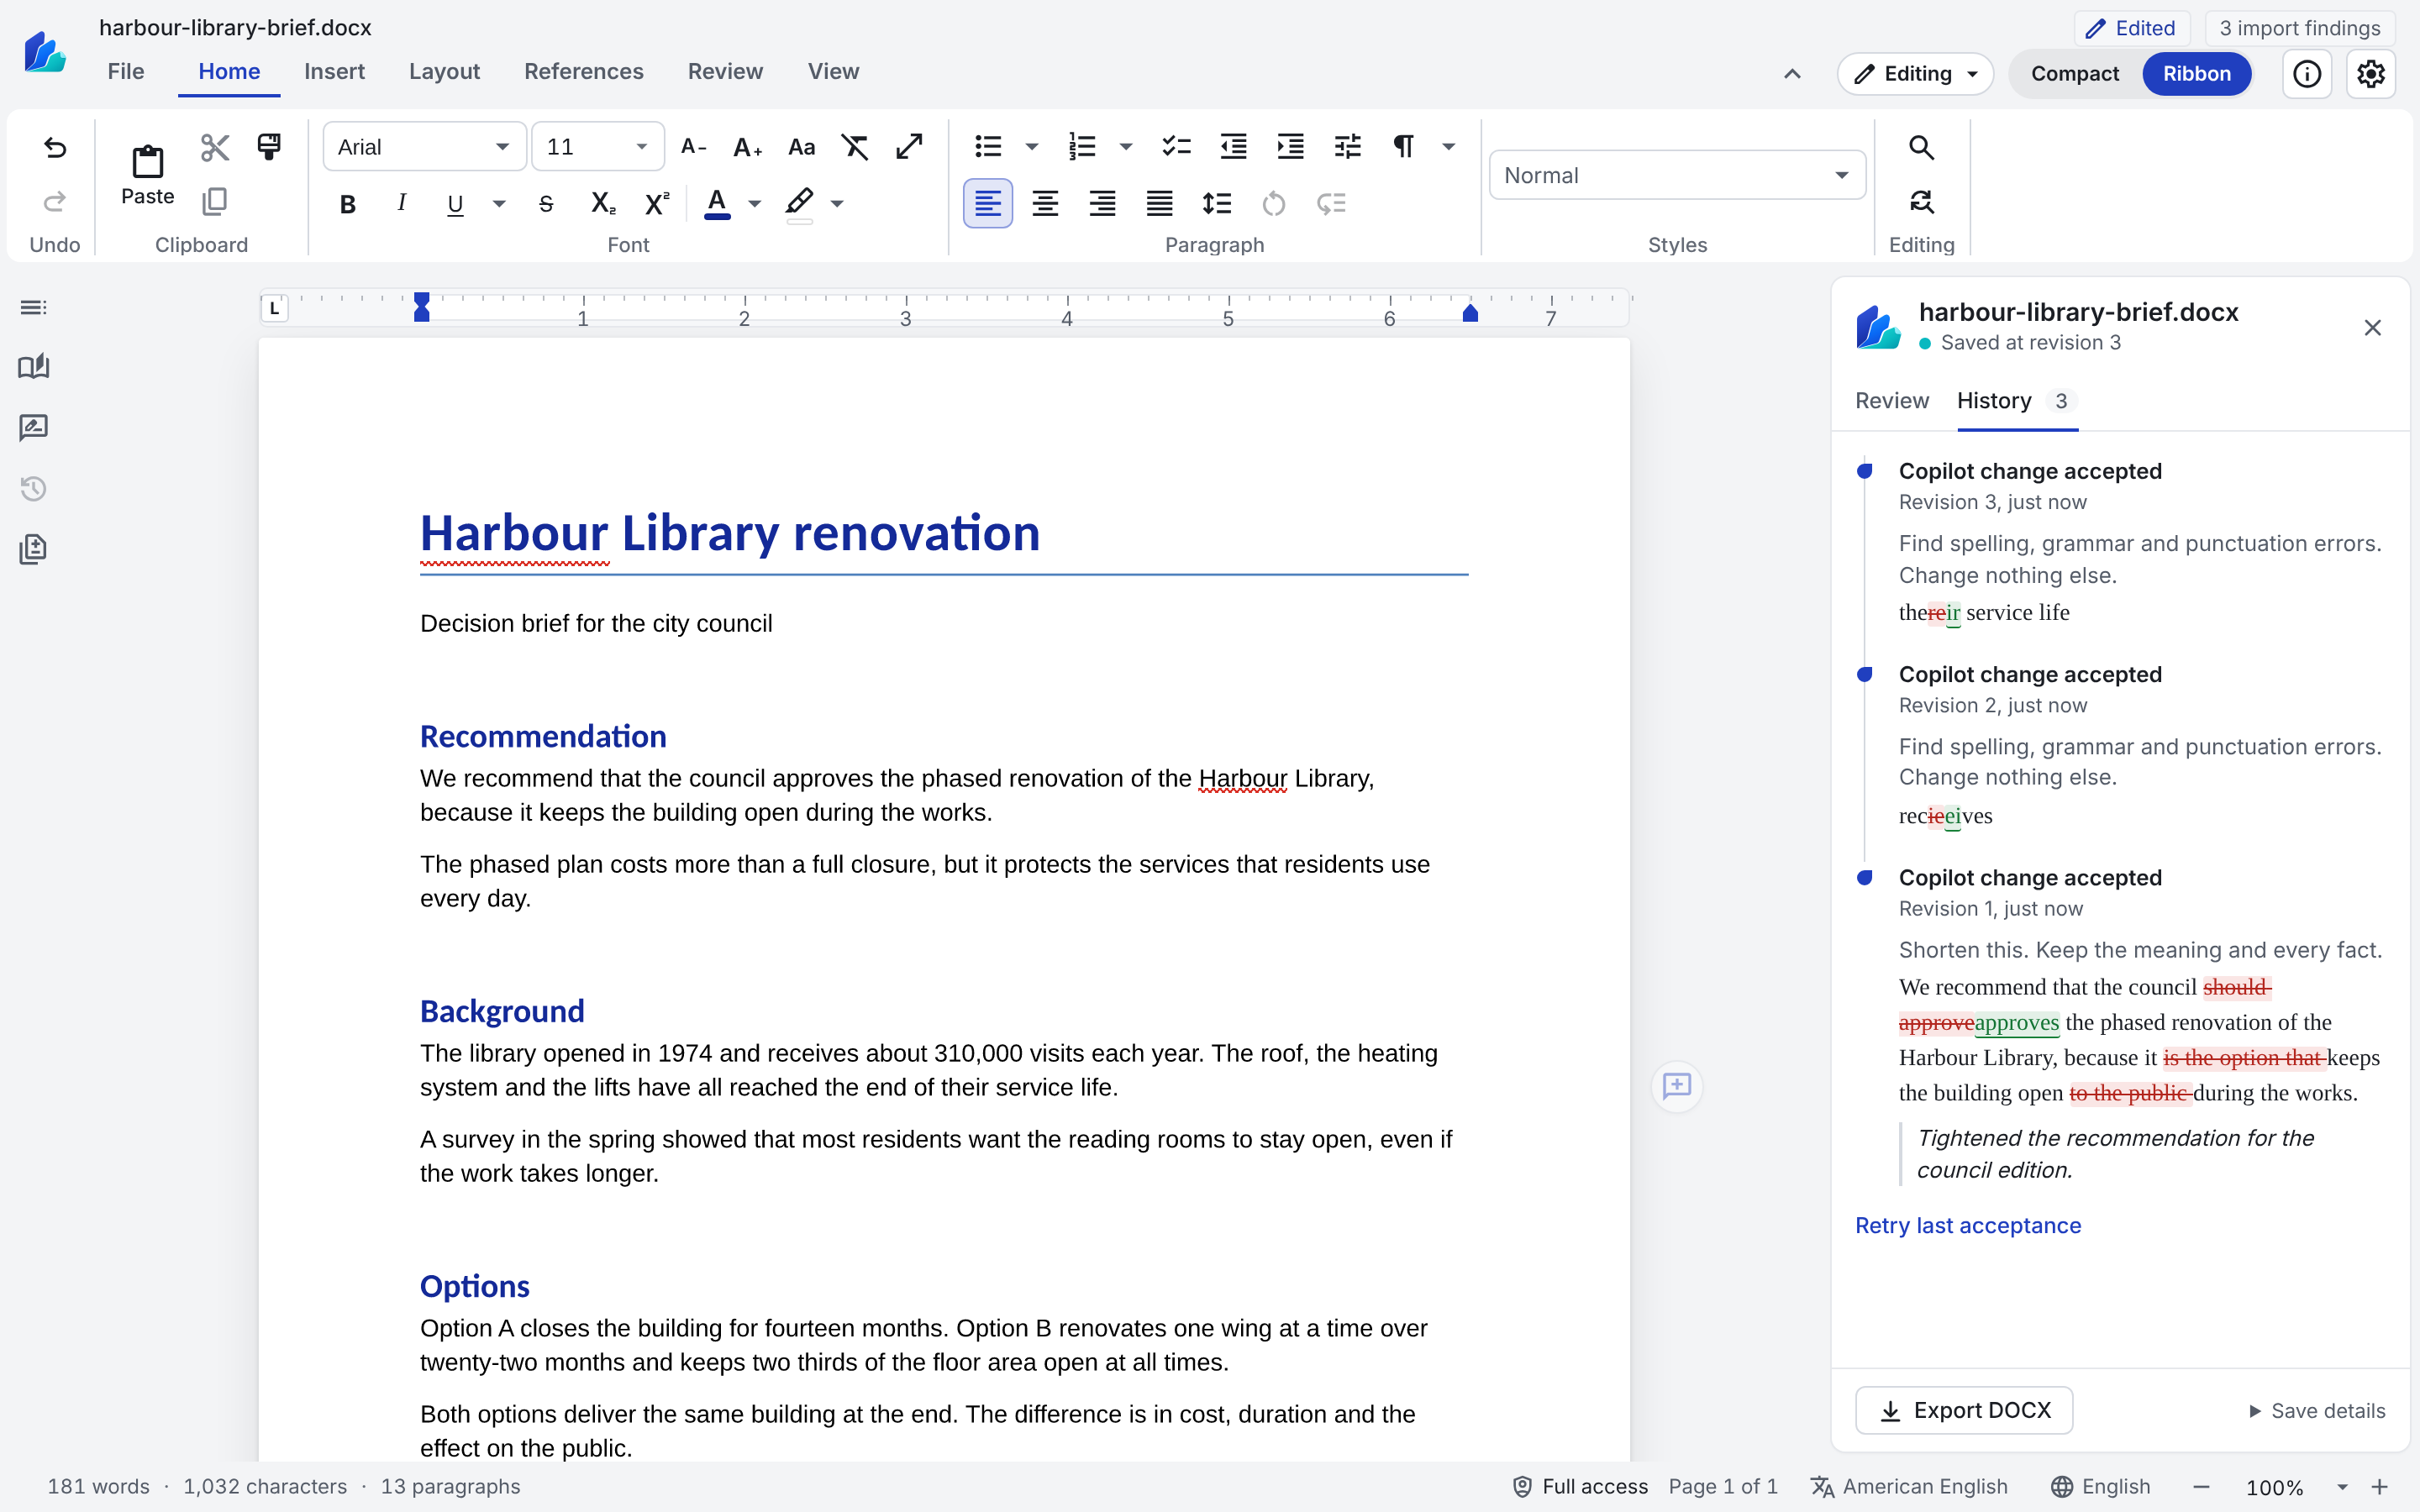 harbour-library-brief.docx
Edited
3 import findings
File Home Insert Layout References Review View
Editing
Compact Ribbon
Arial 11 A− A+ Aa
Paste
B I U S X₂ X² A
Normal
Undo Clipboard Font Paragraph Styles Editing
L 1 2 3 4 5 6 7
Harbour Library renovation
Decision brief for the city council
Recommendation
We recommend that the council approves the phased renovation of the Harbour Library,
because it keeps the building open during the works.
The phased plan costs more than a full closure, but it protects the services that residents use
every day.
Background
The library opened in 1974 and receives about 310,000 visits each year. The roof, the heating
system and the lifts have all reached the end of their service life.
A survey in the spring showed that most residents want the reading rooms to stay open, even if
the work takes longer.
Options
Option A closes the building for fourteen months. Option B renovates one wing at a time over
twenty-two months and keeps two thirds of the floor area open at all times.
Both options deliver the same building at the end. The difference is in cost, duration and the
effect on the public.
harbour-library-brief.docx
Saved at revision 3
Review History 3
Copilot change accepted
Revision 3, just now
Find spelling, grammar and punctuation errors.
Change nothing else.
thereir service life
Copilot change accepted
Revision 2, just now
Find spelling, grammar and punctuation errors.
Change nothing else.
recieeives
Copilot change accepted
Revision 1, just now
Shorten this. Keep the meaning and every fact.
We recommend that the council should
approveapproves the phased renovation of the
Harbour Library, because it is the option that keeps
the building open to the public during the works.
Tightened the recommendation for the
council edition.
Retry last acceptance
Export DOCX
Save details
181 words · 1,032 characters · 13 paragraphs
Full access Page 1 of 1 American English English − 100% +